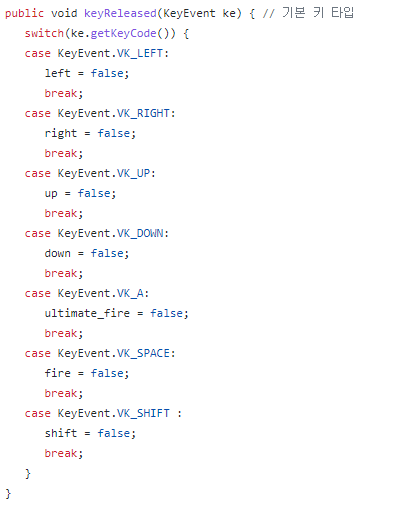 public void keyReleased(KeyEvent ke) { // 기본 키 타입
   switch(ke.getKeyCode()) {
   case KeyEvent.VK_LEFT:
      left = false;
      break;
   case KeyEvent.VK_RIGHT:
      right = false;
      break;
   case KeyEvent.VK_UP:
      up = false;
      break;
   case KeyEvent.VK_DOWN:
      down = false;
      break;
   case KeyEvent.VK_A:
      ultimate_fire = false;
      break;
   case KeyEvent.VK_SPACE:
      fire = false;
      break;
   case KeyEvent.VK_SHIFT :
      shift = false;
      break;
   }
}